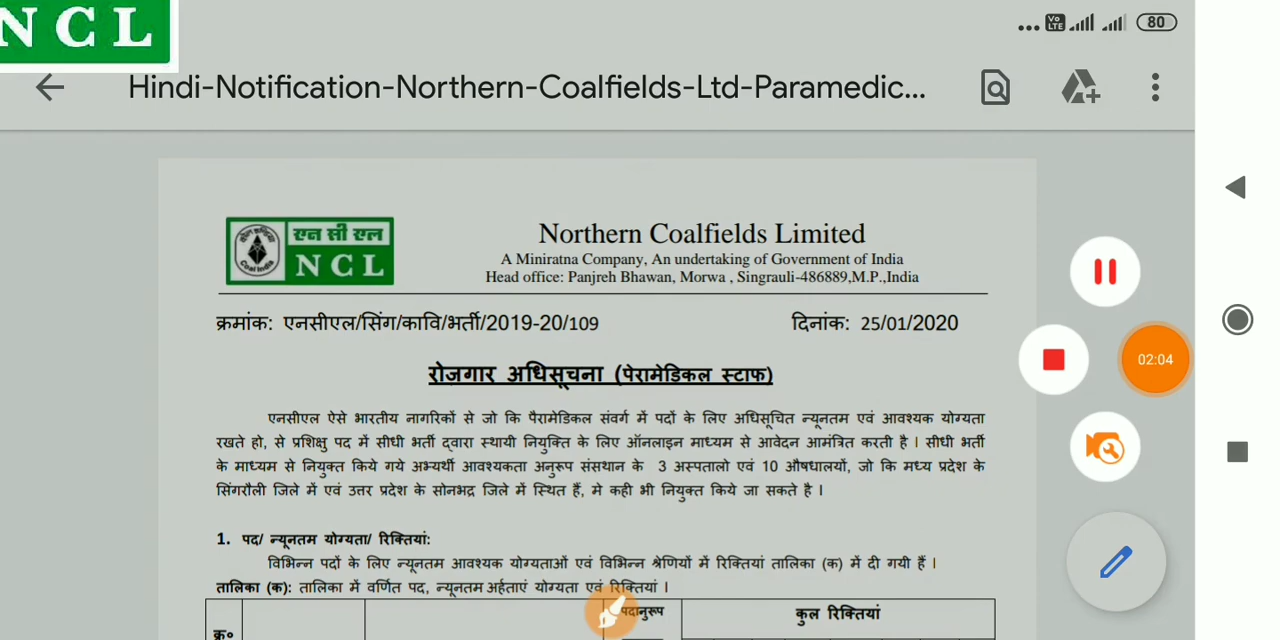 NCL
VoLTE 80
Hindi-Notification-Northern-Coalfields-Ltd-Paramedic...
एन सी एल
NCL
Coal India
Northern Coalfields Limited
A Miniratna Company, An undertaking of Government of India
Head office: Panjreh Bhawan, Morwa , Singrauli-486889,M.P.,India
क्रमांक: एनसीएल/सिंग/कावि/भर्ती/2019-20/109 दिनांक: 25/01/2020
02:04
रोजगार अधिसूचना (पेरामेडिकल स्टाफ)
एनसीएल ऐसे भारतीय नागरिकों से जो कि पैरामेडिकल संवर्ग में पदों के लिए अधिसूचित न्यूनतम एवं आवश्यक योग्यता
रखते हो, से प्रशिक्षु पद में सीधी भर्ती द्वारा स्थायी नियुक्ति के लिए ऑनलाइन माध्यम से आवेदन आमंत्रित करती है । सीधी भर्ती
के माध्यम से नियुक्त किये गये अभ्यर्थी आवश्यकता अनुरूप संसथान के 3 अस्पतालो एवं 10 औषधालयों, जो कि मध्य प्रदेश के
सिंगरौली जिले में एवं उत्तर प्रदेश के सोनभद्र जिले में स्थित हैं, मे कही भी नियुक्त किये जा सकते है ।
1. पद/ न्यूनतम योग्यता/ रिक्तियां:
विभिन्न पदों के लिए न्यूनतम आवश्यक योग्यताओं एवं विभिन्न श्रेणियों में रिक्तियां तालिका (क) में दी गयी हैं ।
तालिका (क): तालिका में वर्णित पद, न्यूनतम अर्हताएं योग्यता एवं रिक्तियां ।
क्र० पदानुरूप कुल रिक्तियां